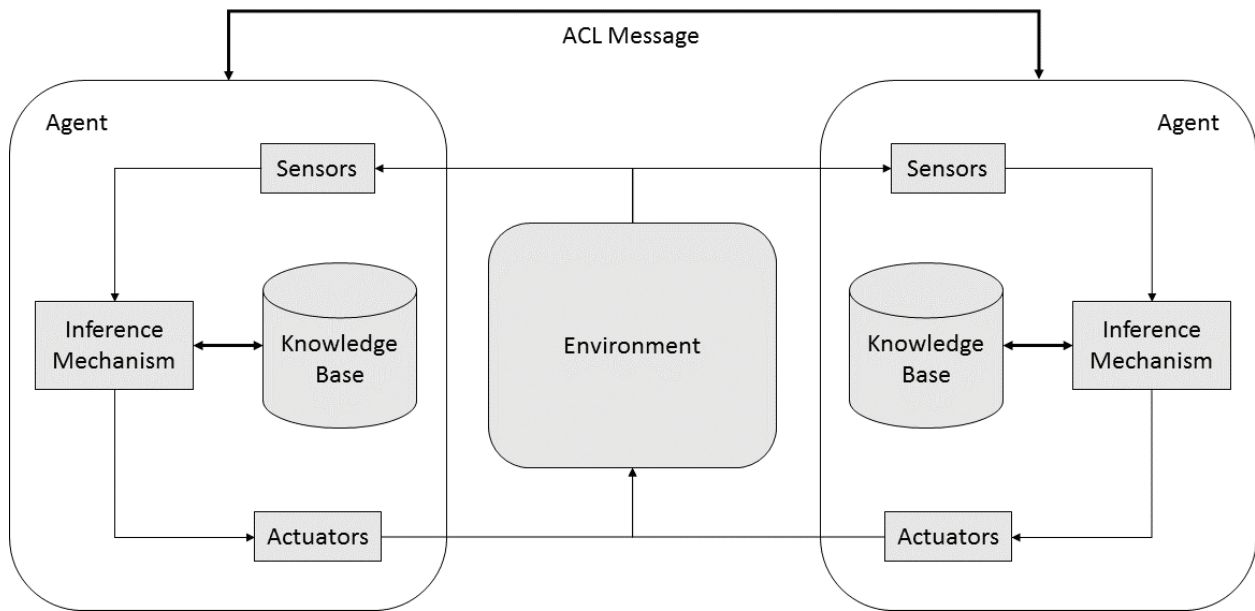 ACL Message
Agent
Agent
Sensors
Sensors
Inference
Mechanism
Knowledge
Base
Environment
Knowledge
Base
Inference
Mechanism
Actuators
Actuators